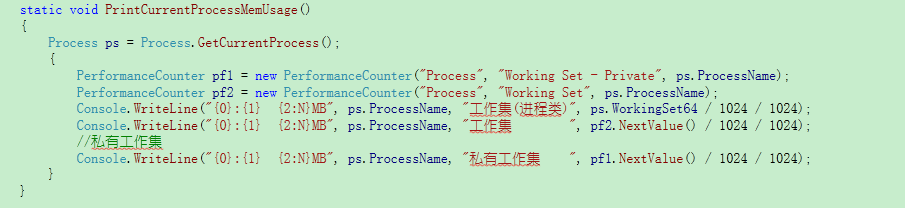 static void PrintCurrentProcessMemUsage()
{
    Process ps = Process.GetCurrentProcess();
    {
        PerformanceCounter pf1 = new PerformanceCounter("Process", "Working Set - Private", ps.ProcessName);
        PerformanceCounter pf2 = new PerformanceCounter("Process", "Working Set", ps.ProcessName);
        Console.WriteLine("{0}:{1}  {2:N}MB", ps.ProcessName, "工作集(进程类)", ps.WorkingSet64 / 1024 / 1024);
        Console.WriteLine("{0}:{1}  {2:N}MB", ps.ProcessName, "工作集        ", pf2.NextValue() / 1024 / 1024);
        //私有工作集
        Console.WriteLine("{0}:{1}  {2:N}MB", ps.ProcessName, "私有工作集    ", pf1.NextValue() / 1024 / 1024);
    }
}